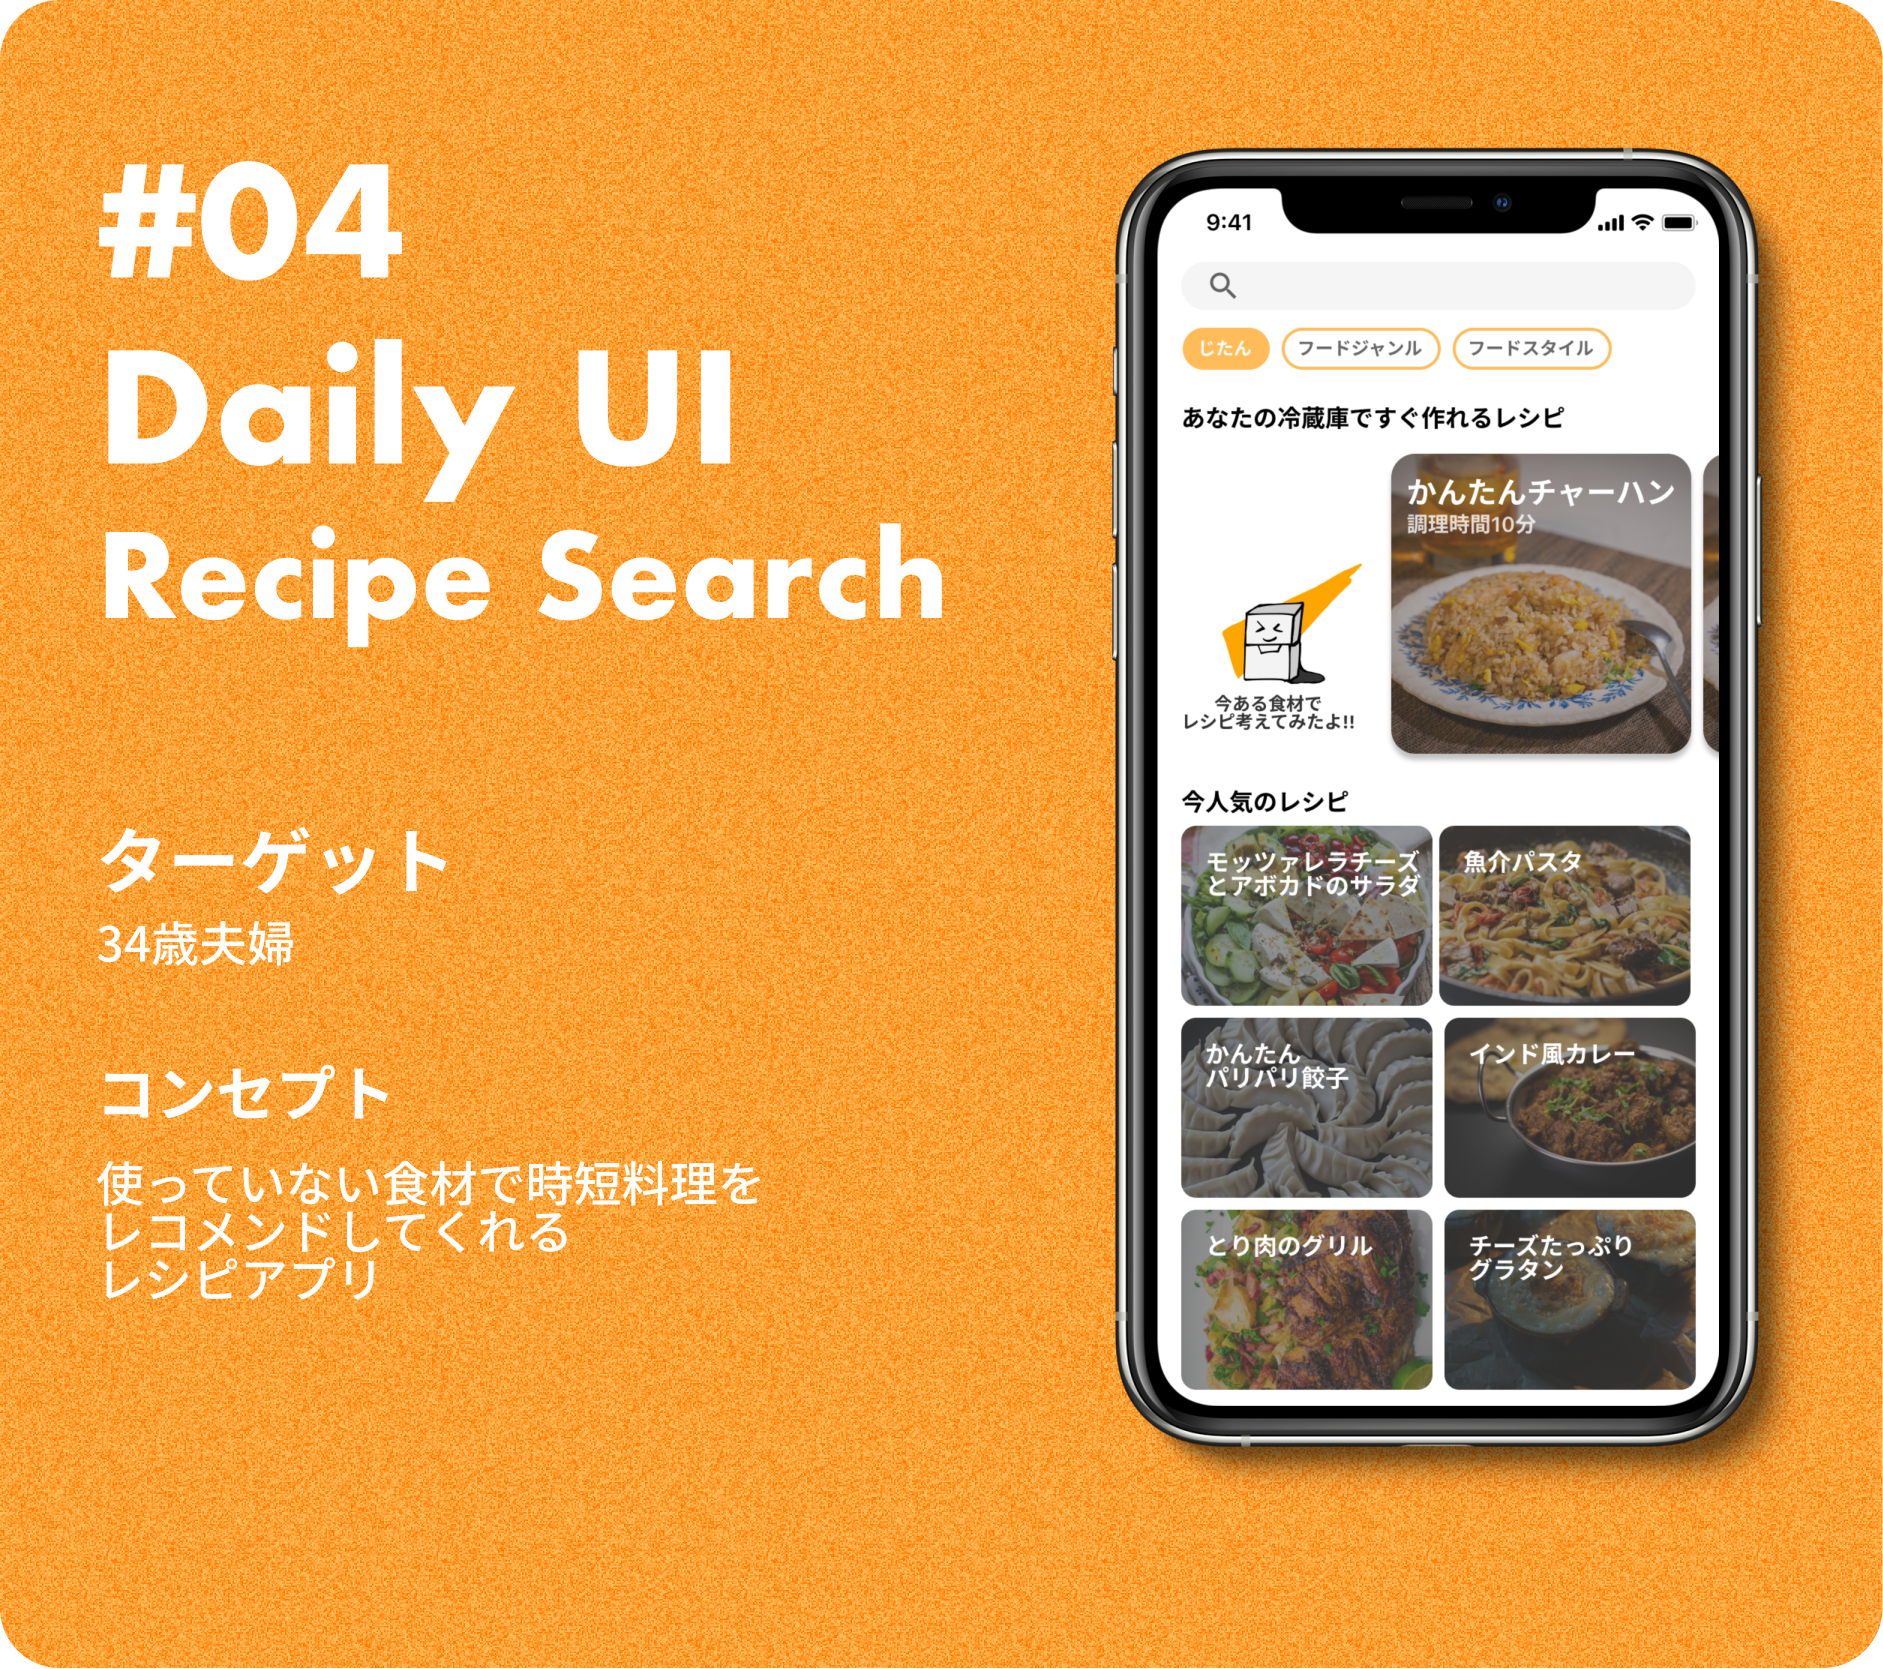 #04
Daily UI
Recipe Search
ターゲット
34歳夫婦
コンセプト
使っていない食材で時短料理を
レコメンドしてくれる
レシピアプリ
9:41
じたん
フードジャンル
フードスタイル
あなたの冷蔵庫ですぐ作れるレシピ
かんたんチャーハン
調理時間10分
今ある食材で
レシピ考えてみたよ!!
今人気のレシピ
モッツァレラチーズ
とアボカドのサラダ
魚介パスタ
かんたん
パリパリ餃子
インド風カレー
とり肉のグリル
チーズたっぷり
グラタン